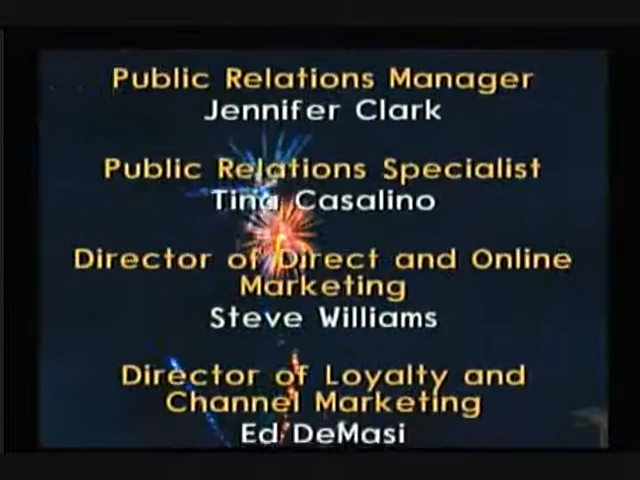 Public Relations Manager
Jennifer Clark
Public Relations Specialist
Tina Casalino
Director of Direct and Online
Marketing
Steve Williams
Director of Loyalty and
Channel Marketing
Ed DeMasi